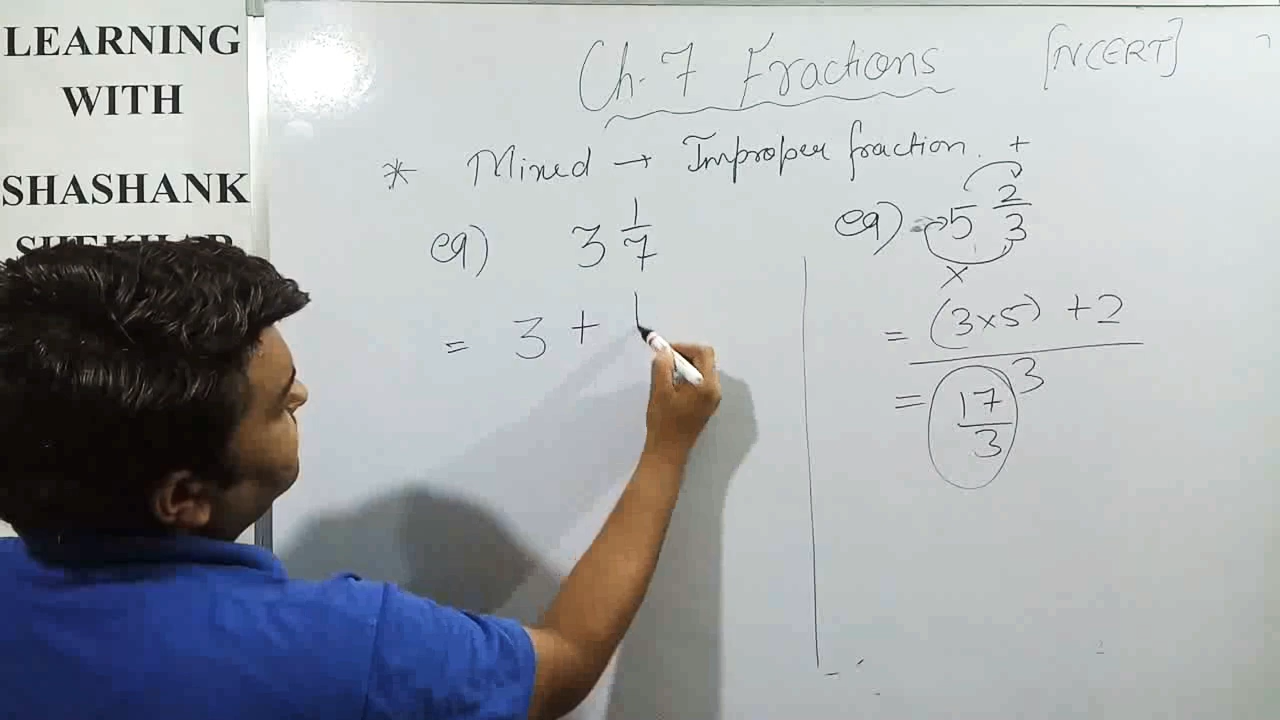 LEARNING
WITH
SHASHANK
SHEKHAR
Ch.7 Fractions [NCERT]
* Mixed → Improper fraction.
eg) 3 1/7
= 3 + 1
eg) 5 2/3
+
×
= (3×5) + 2
3
= 17/3